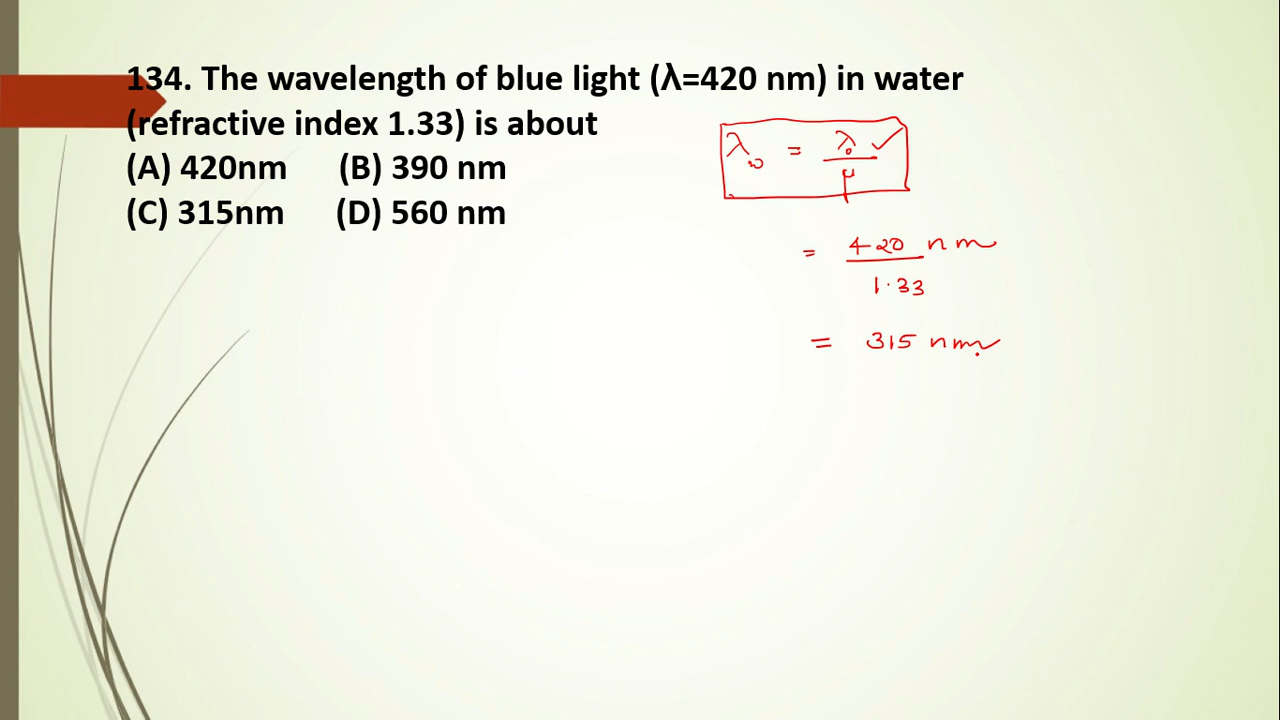 134. The wavelength of blue light (λ=420 nm) in water
(refractive index 1.33) is about
(A) 420nm (B) 390 nm
(C) 315nm (D) 560 nm
λw = λ₀/μ
= 420 nm/1.33
= 315 nm